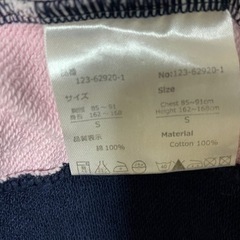 品番
123-62920-1
サイズ
胸囲 85~91
身長 162~168
S
品質表示
綿 100%
No:123-62920-1
Size
Chest 85~91cm
Height 162~168cm
S
Material
Cotton 100%